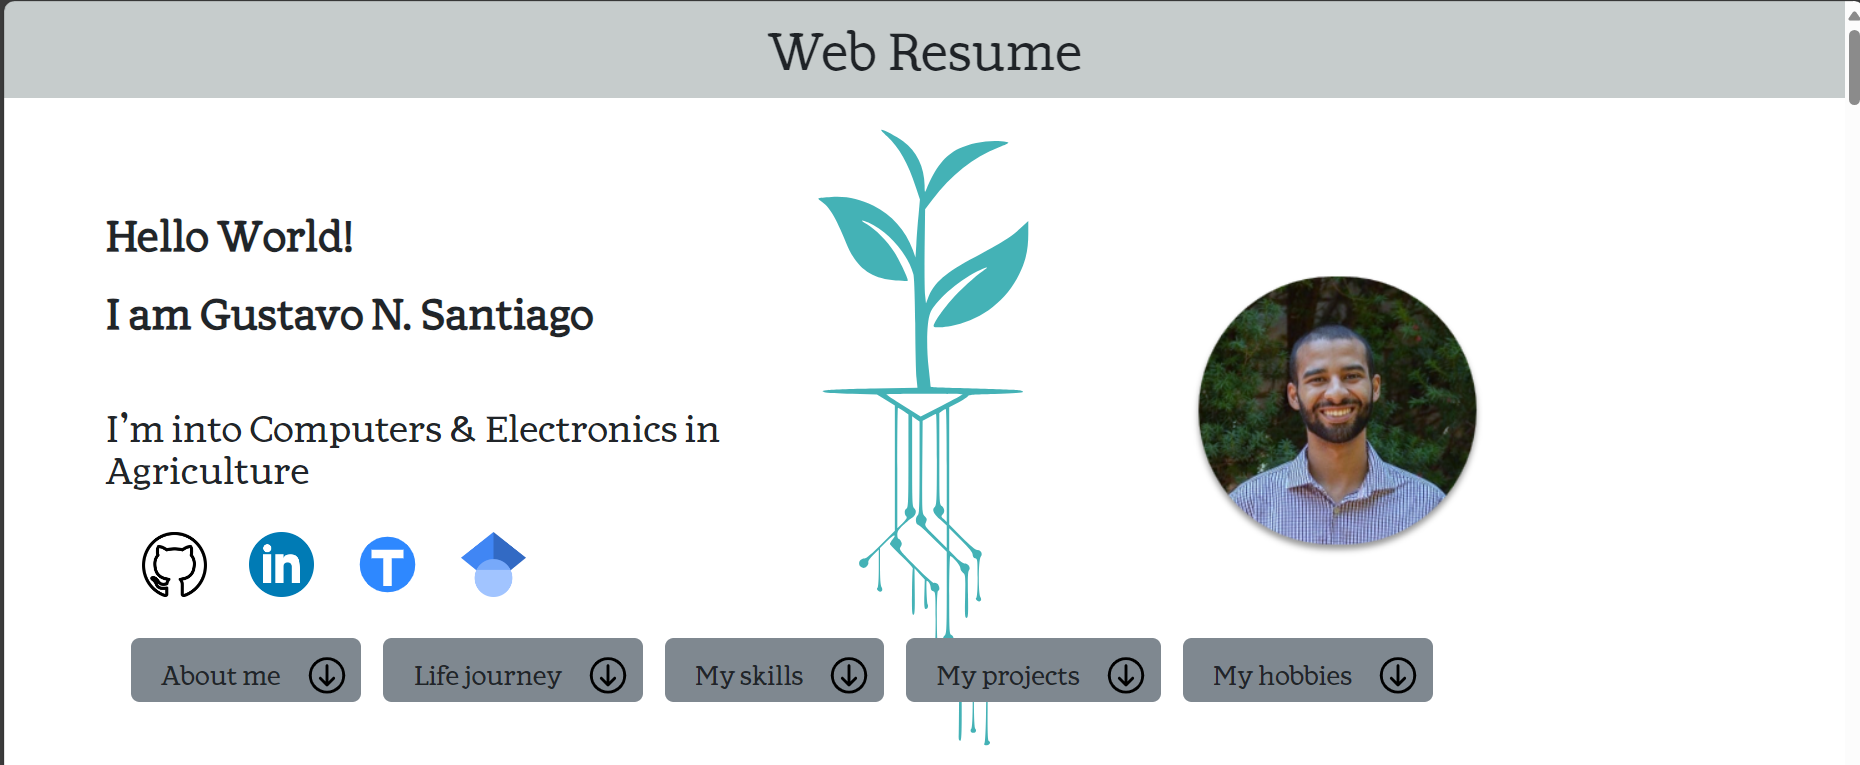 Web Resume
Hello World!
I am Gustavo N. Santiago
I’m into Computers & Electronics in
Agriculture
in
T
About me
Life journey
My skills
My projects
My hobbies